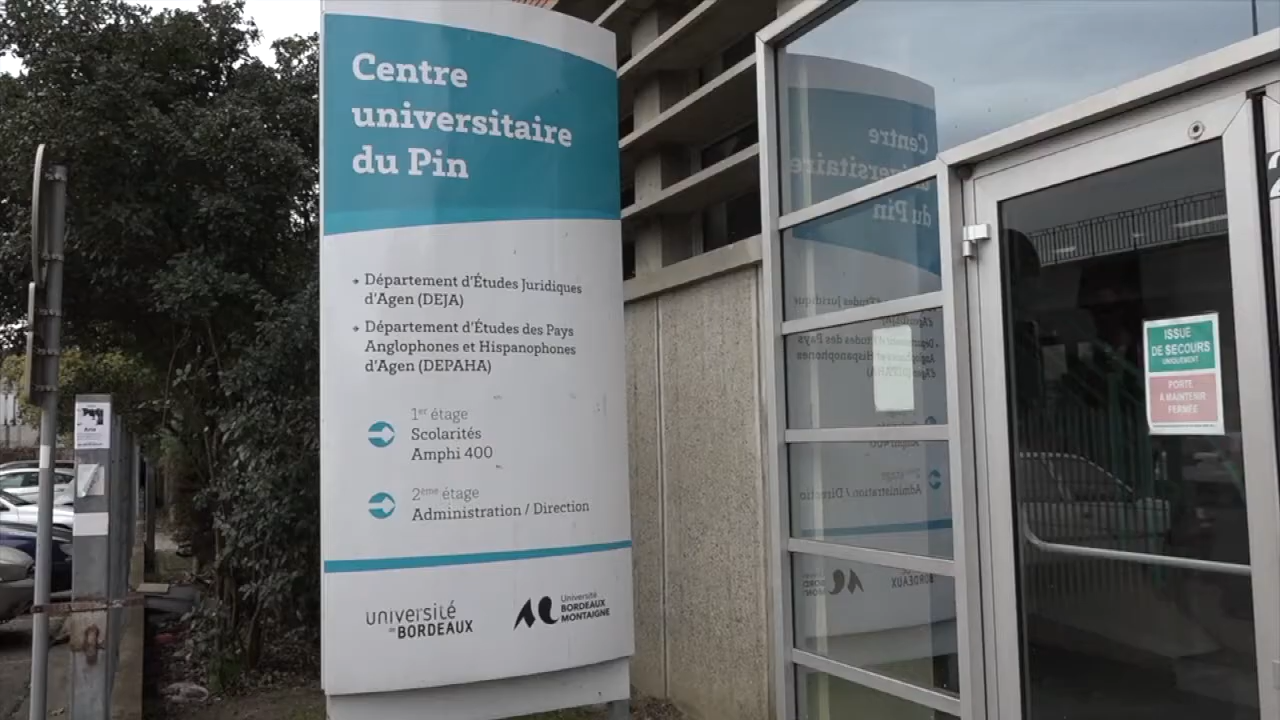 Centre
universitaire
du Pin
Département d'Études Juridiques
d'Agen (DEJA)
Département d'Études des Pays
Anglophones et Hispanophones
d'Agen (DEPAHA)
1er étage
Scolarités
Amphi 400
2ème étage
Administration / Direction
université
de BORDEAUX
Université
BORDEAUX
MONTAIGNE
ISSUE
DE SECOURS
UNIQUEMENT
PORTE
À MAINTENIR
FERMÉE